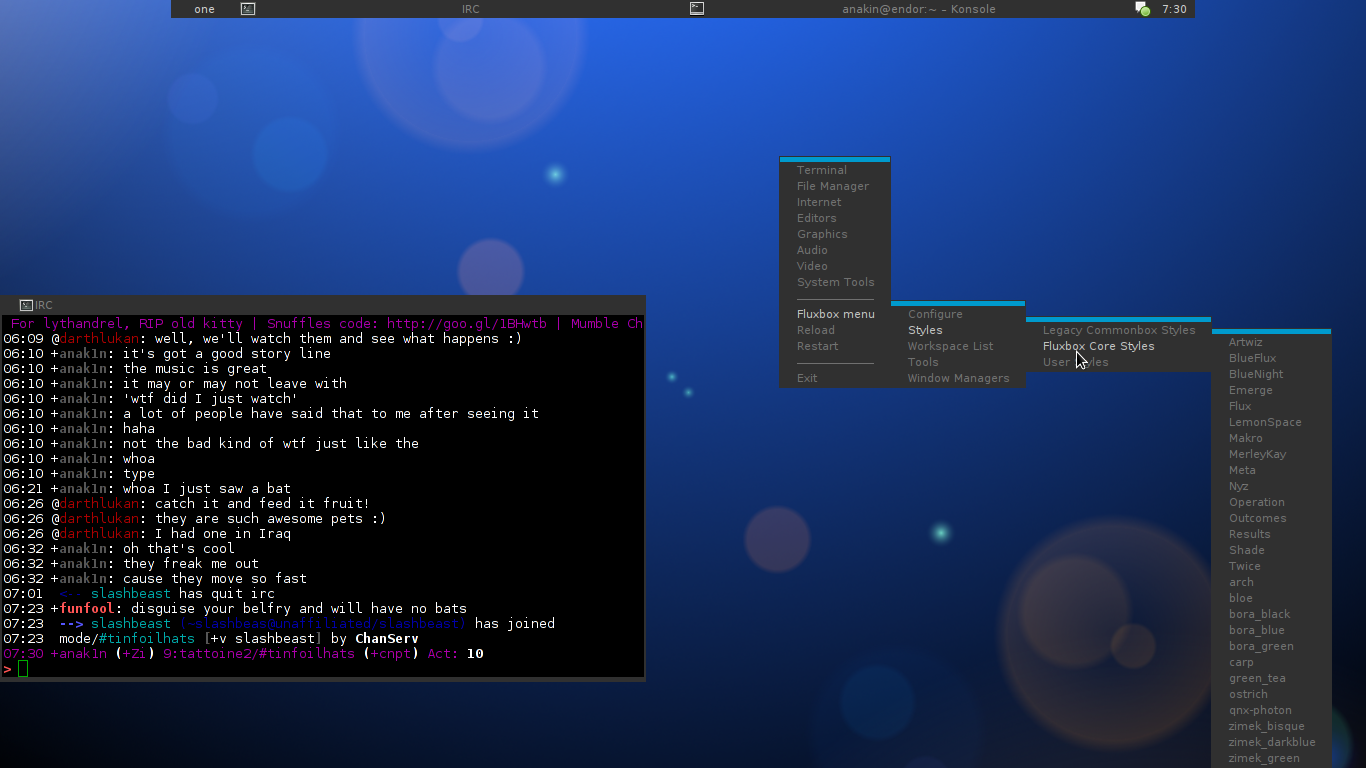 one
IRC
anakin@endor:~ – Konsole
7:30
IRC
For lythandrel, RIP old kitty | Snuffles code: http://goo.gl/1BHwtb | Mumble Ch
06:09 @darthlukan: well, we'll watch them and see what happens :)
06:10 +anak1n: it's got a good story line
06:10 +anak1n: the music is great
06:10 +anak1n: it may or may not leave with
06:10 +anak1n: 'wtf did I just watch'
06:10 +anak1n: a lot of people have said that to me after seeing it
06:10 +anak1n: haha
06:10 +anak1n: not the bad kind of wtf just like the
06:10 +anak1n: whoa
06:10 +anak1n: type
06:21 +anak1n: whoa I just saw a bat
06:26 @darthlukan: catch it and feed it fruit!
06:26 @darthlukan: they are such awesome pets :)
06:26 @darthlukan: I had one in Iraq
06:32 +anak1n: oh that's cool
06:32 +anak1n: they freak me out
06:32 +anak1n: cause they move so fast
07:01 <-- slashbeast has quit irc
07:23 +funfool: disguise your belfry and will have no bats
07:23 --> slashbeast [~slashbeas@unaffiliated/slashbeast] has joined
07:23 mode/#tinfoilhats [+v slashbeast] by ChanServ
07:30 +anak1n (+Zi) 9:tattoine2/#tinfoilhats (+cnpt) Act: 10
>
Terminal
File Manager
Internet
Editors
Graphics
Audio
Video
System Tools
Fluxbox menu
Reload
Restart
Exit
Configure
Styles
Workspace List
Tools
Window Managers
Legacy Commonbox Styles
Fluxbox Core Styles
User Styles
Artwiz
BlueFlux
BlueNight
Emerge
Flux
LemonSpace
Makro
MerleyKay
Meta
Nyz
Operation
Outcomes
Results
Shade
Twice
arch
bloe
bora_black
bora_blue
bora_green
carp
green_tea
ostrich
qnx-photon
zimek_bisque
zimek_darkblue
zimek_green